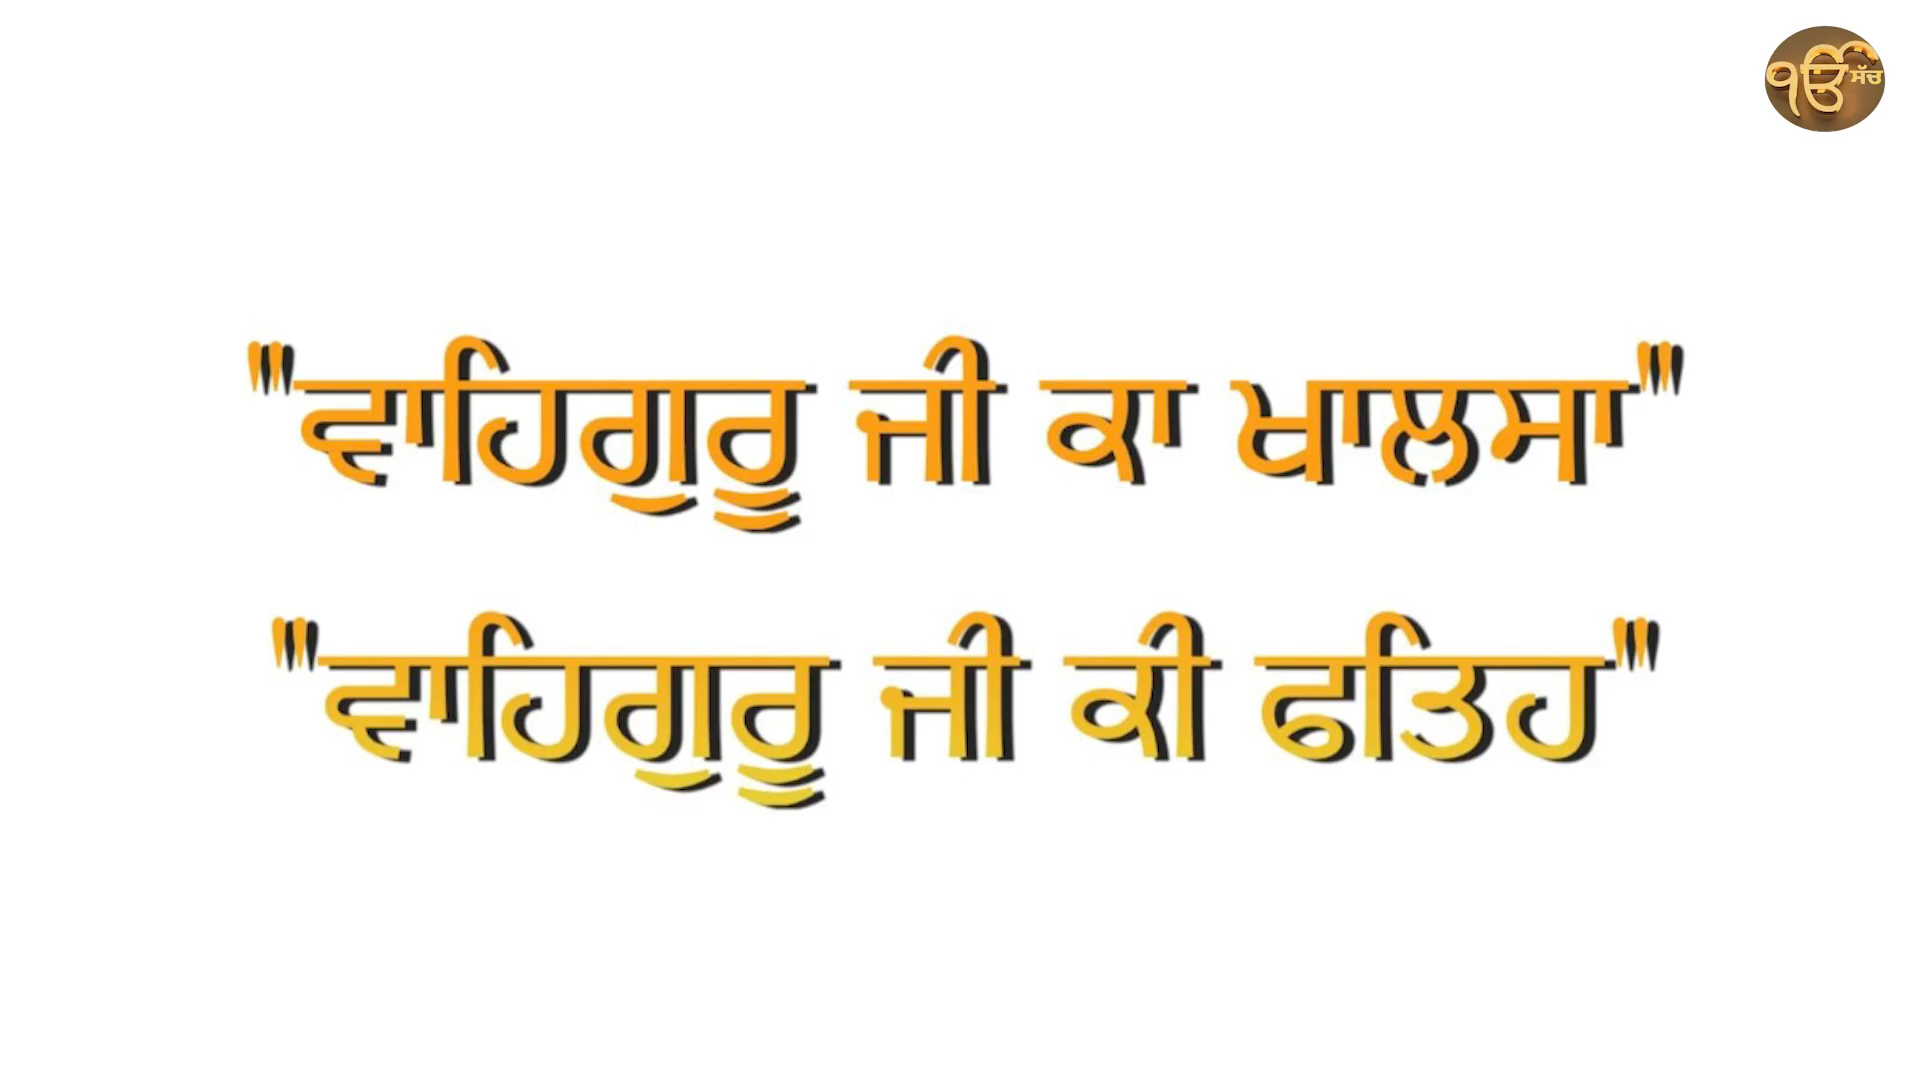 ੴ ਸੱਚ
"ਵਾਹਿਗੁਰੂ ਜੀ ਕਾ ਖਾਲਸਾ"
"ਵਾਹਿਗੁਰੂ ਜੀ ਕੀ ਫਤਿਹ"